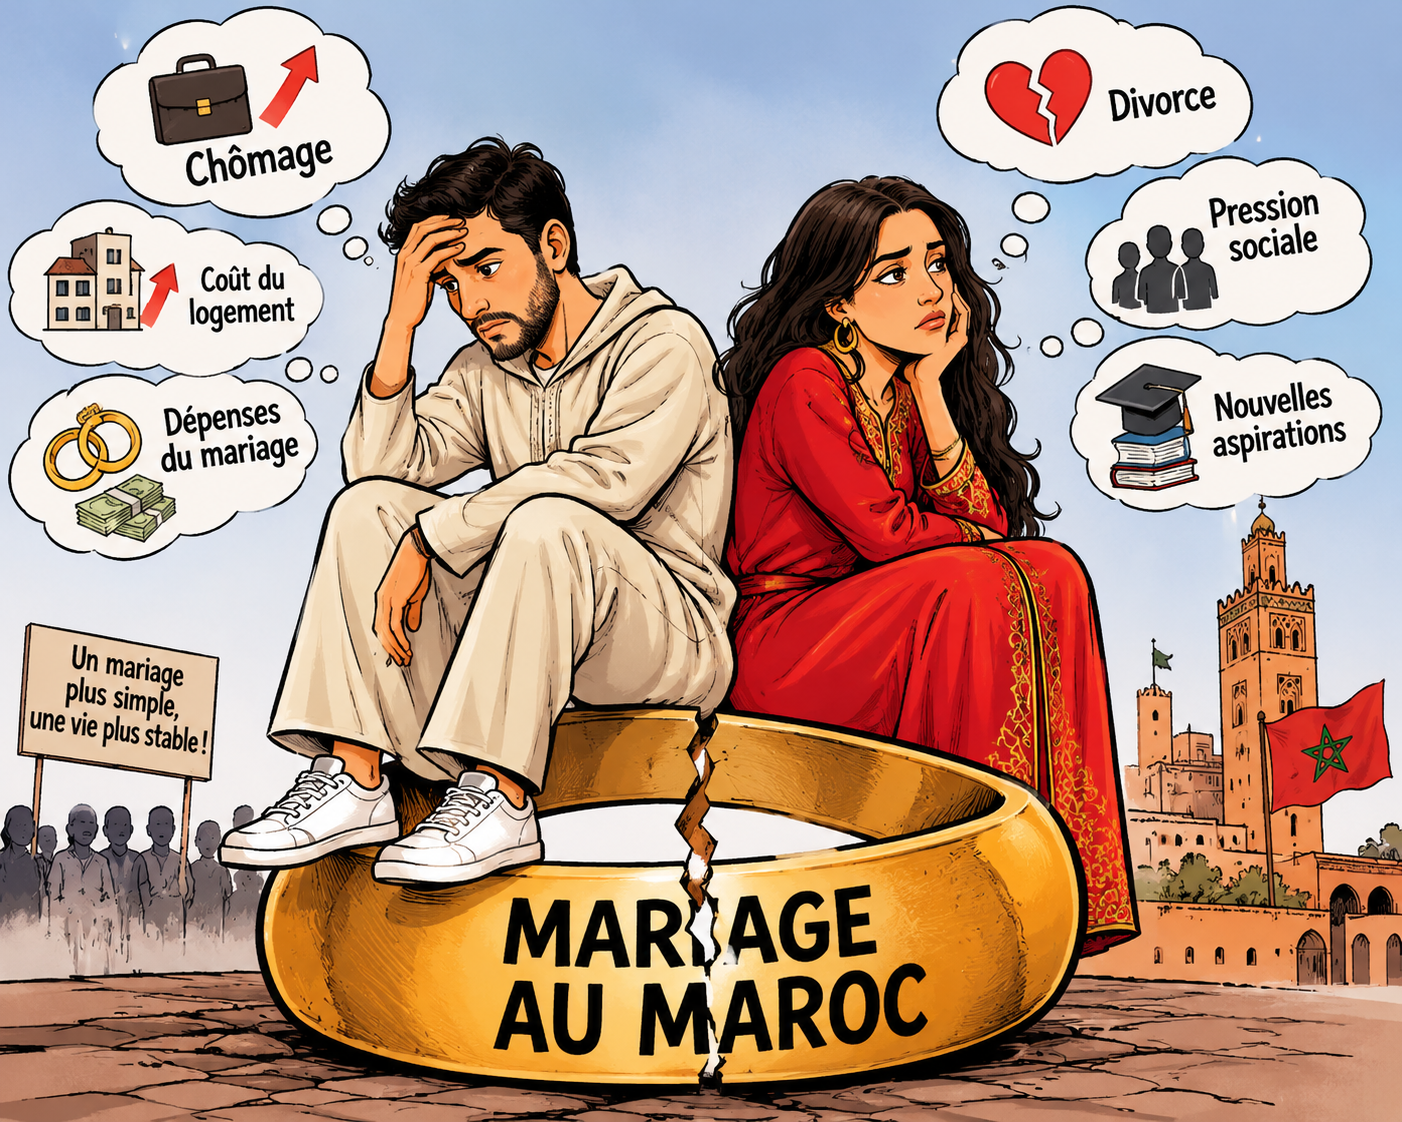 Chômage
Coût du
logement
Dépenses
du mariage
Divorce
Pression
sociale
Nouvelles
aspirations
Un mariage
plus simple,
une vie plus stable !
MARIAGE
AU MAROC